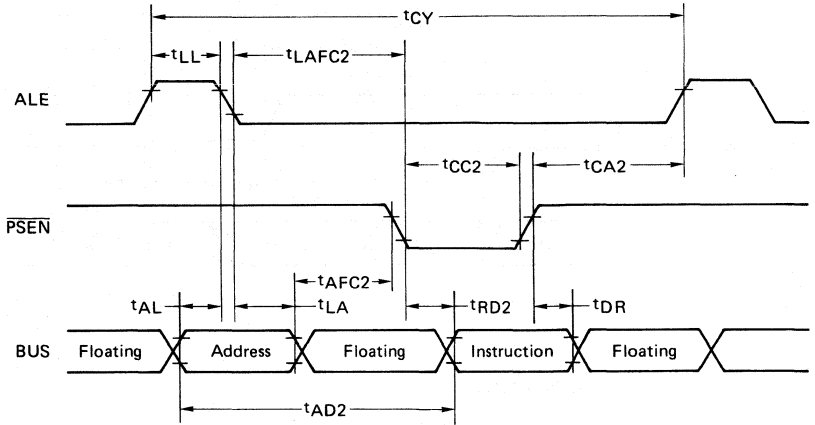 tCY
tLL
tLAFC2
ALE
tCC2
tCA2
PSEN
tAFC2
tAL
tLA
tRD2
tDR
BUS
Floating
Address
Floating
Instruction
Floating
tAD2